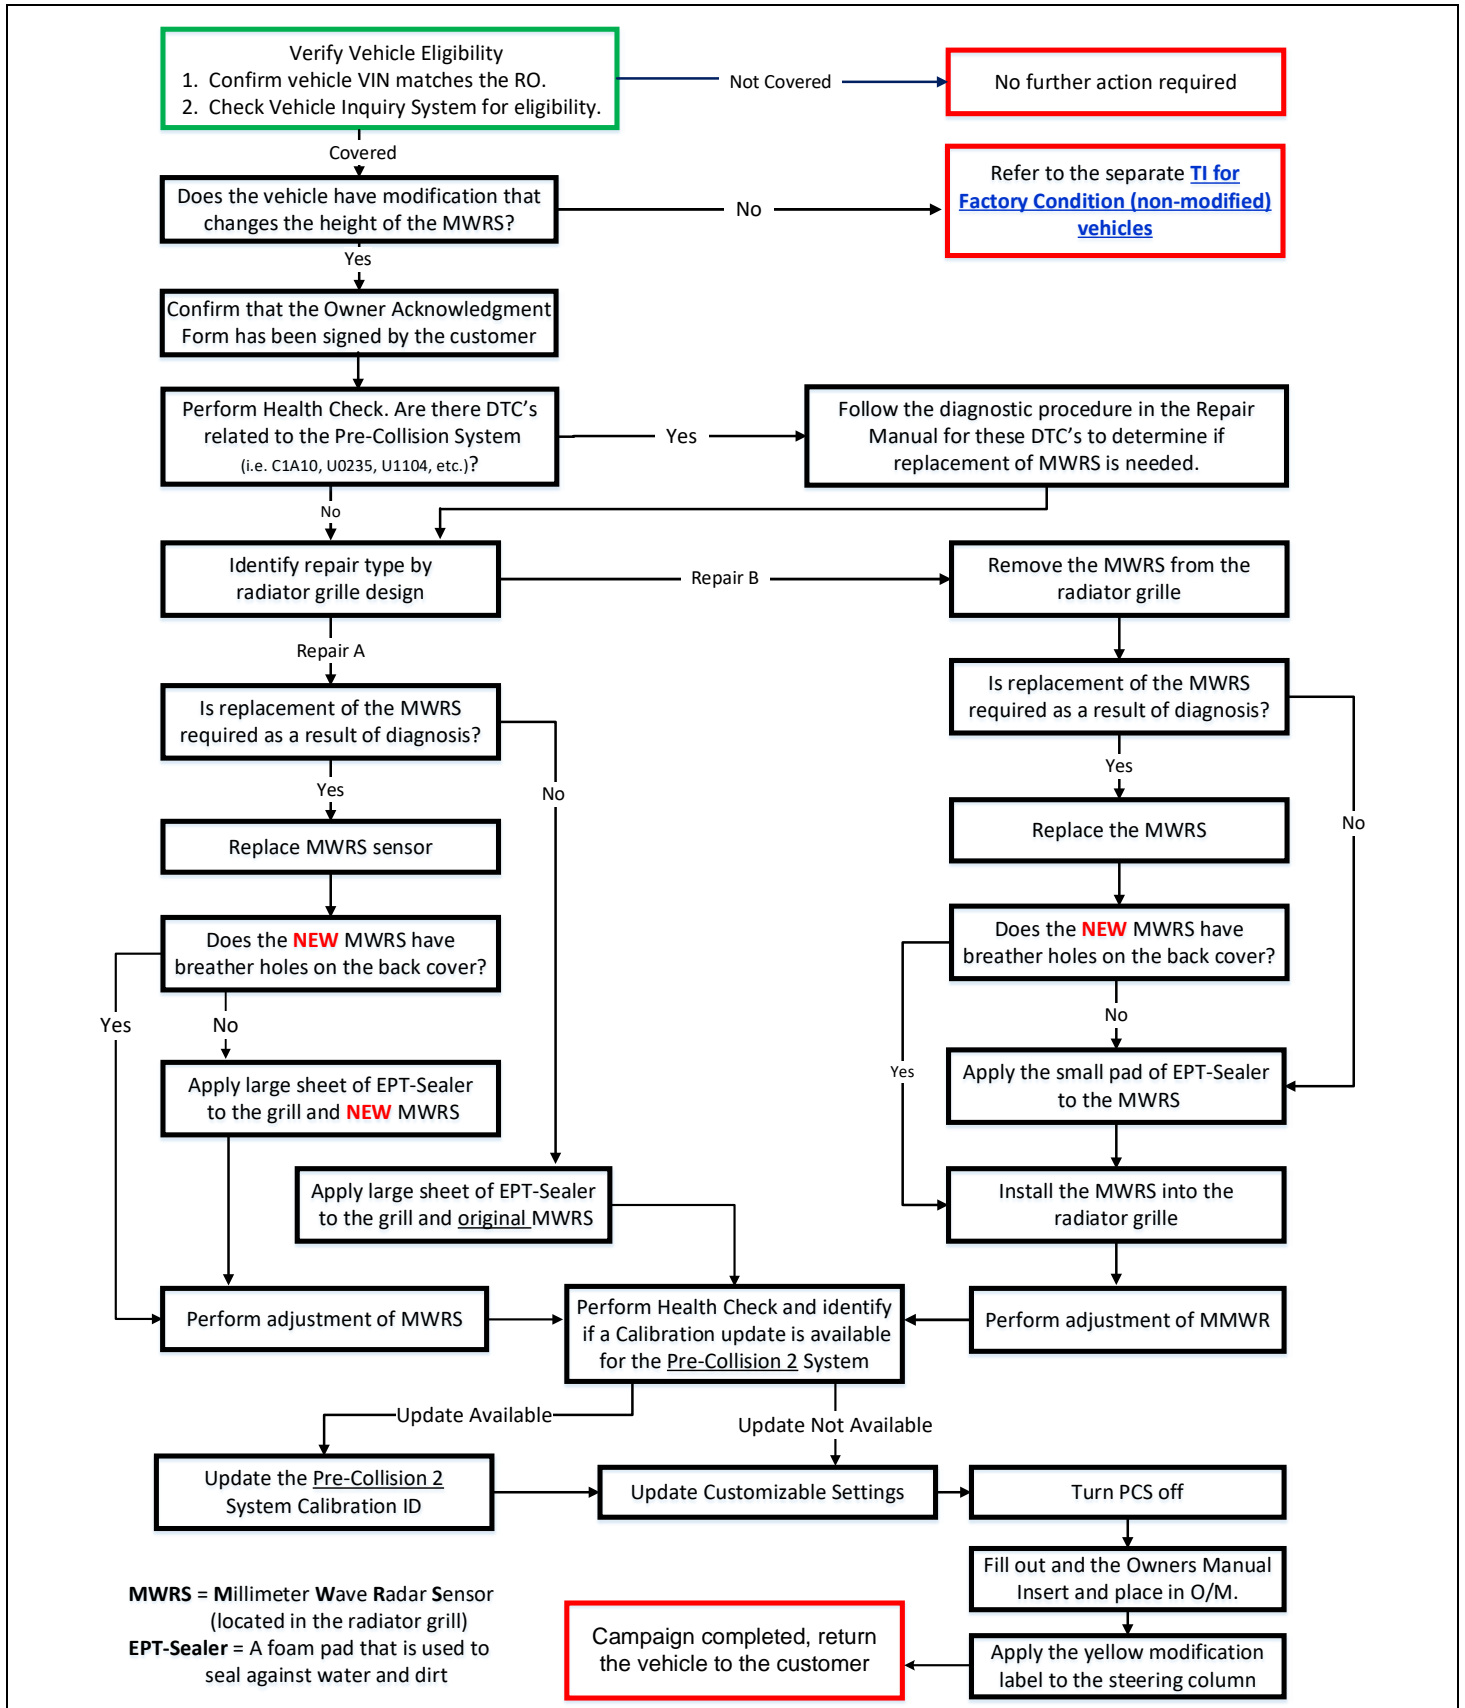 Verify Vehicle Eligibility
1. Confirm vehicle VIN matches the RO.
2. Check Vehicle Inquiry System for eligibility.
Not Covered
No further action required
Covered
Does the vehicle have modification that
changes the height of the MWRS?
No
Refer to the separate TI for
Factory Condition (non-modified)
vehicles
Yes
Confirm that the Owner Acknowledgment
Form has been signed by the customer
Perform Health Check. Are there DTC's
related to the Pre-Collision System
(i.e. C1A10, U0235, U1104, etc.)?
Yes
Follow the diagnostic procedure in the Repair
Manual for these DTC's to determine if
replacement of MWRS is needed.
No
Identify repair type by
radiator grille design
Repair B
Remove the MWRS from the
radiator grille
Repair A
Is replacement of the MWRS
required as a result of diagnosis?
Is replacement of the MWRS
required as a result of diagnosis?
Yes
No
Yes
No
Replace MWRS sensor
Replace the MWRS
Does the NEW MWRS have
breather holes on the back cover?
Does the NEW MWRS have
breather holes on the back cover?
Yes
No
No
Yes
Apply large sheet of EPT-Sealer
to the grill and NEW MWRS
Apply the small pad of EPT-Sealer
to the MWRS
Apply large sheet of EPT-Sealer
to the grill and original MWRS
Install the MWRS into the
radiator grille
Perform adjustment of MWRS
Perform Health Check and identify
if a Calibration update is available
for the Pre-Collision 2 System
Perform adjustment of MMWR
Update Available
Update Not Available
Update the Pre-Collision 2
System Calibration ID
Update Customizable Settings
Turn PCS off
Fill out and the Owners Manual
Insert and place in O/M.
MWRS = Millimeter Wave Radar Sensor
(located in the radiator grill)
EPT-Sealer = A foam pad that is used to
seal against water and dirt
Campaign completed, return
the vehicle to the customer
Apply the yellow modification
label to the steering column